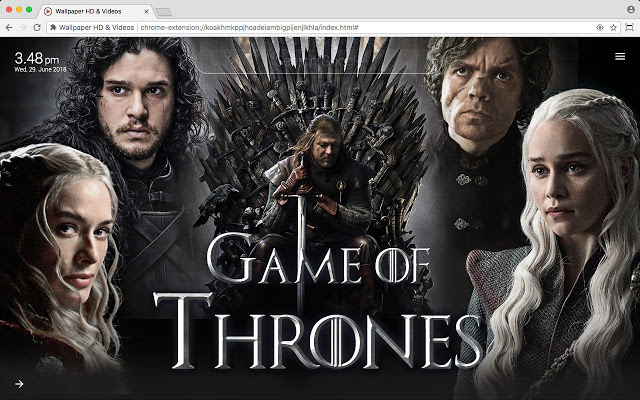 Wallpaper HD & Videos
Wallpaper HD & Videos | chrome-extension://koakhmkppjhoadelambigpijenjlkhla/index.html#
3.48 pm
Wed, 29. June 2018
GAME OF
THRONES